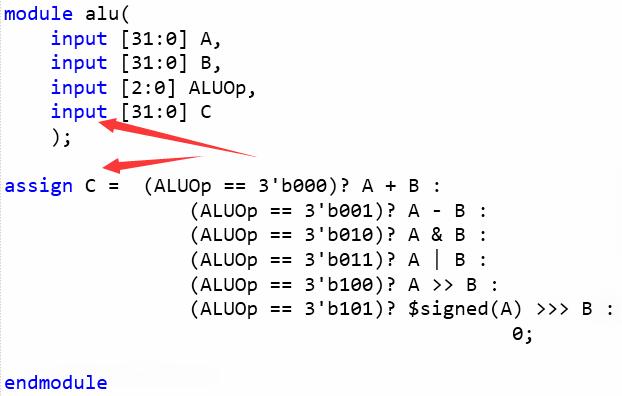 module alu(
    input [31:0] A,
    input [31:0] B,
    input [2:0] ALUOp,
    input [31:0] C
    );
assign C =  (ALUOp == 3'b000)? A + B :
            (ALUOp == 3'b001)? A - B :
            (ALUOp == 3'b010)? A & B :
            (ALUOp == 3'b011)? A | B :
            (ALUOp == 3'b100)? A >> B :
            (ALUOp == 3'b101)? $signed(A) >>> B :
                                0;
endmodule